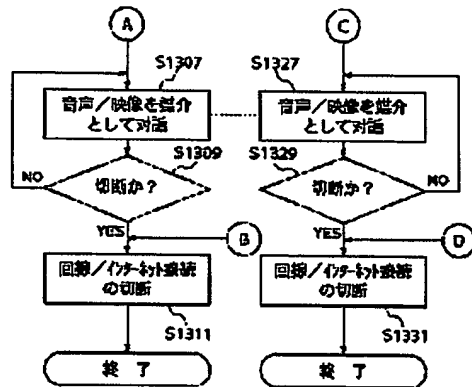 A
C
S1307
S1327
音声／映像を媒介
として対話
音声／映像を媒介
として対話
S1309
S1329
切断か？
切断か？
NO
NO
YES
YES
B
D
回線／インターネット接続
の切断
回線／インターネット接続
の切断
S1311
S1331
終了
終了